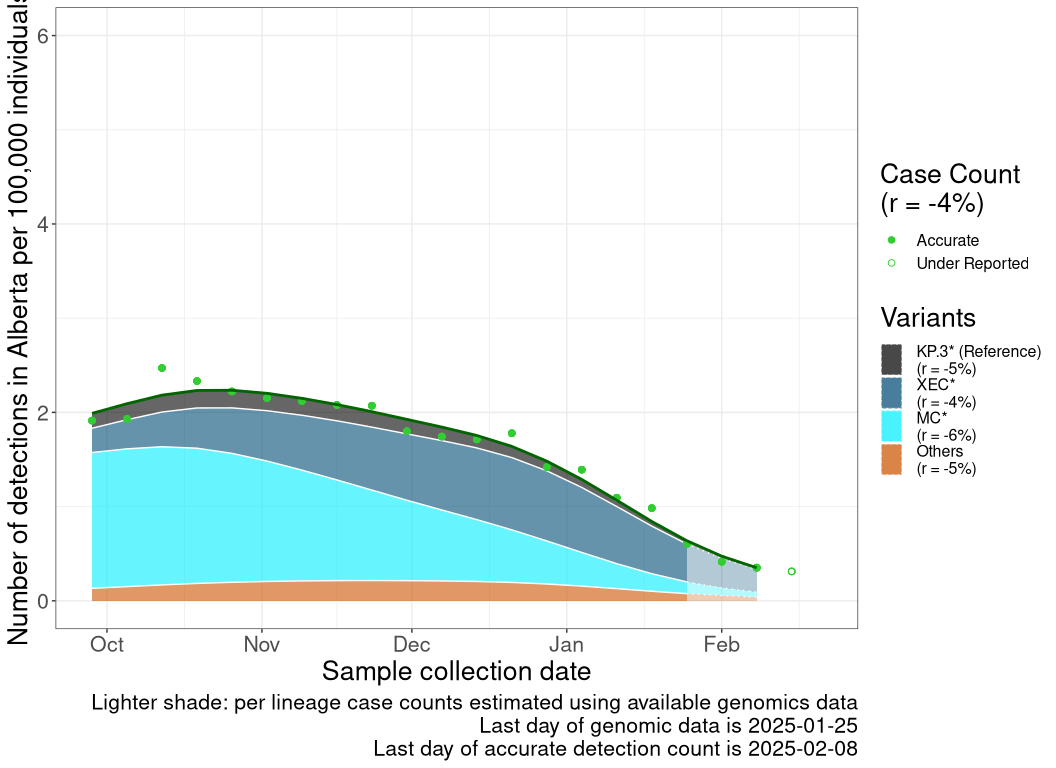 Number of detections in Alberta per 100,000 individuals
6
4
2
0
Oct
Nov
Dec
Jan
Feb
Sample collection date
Lighter shade: per lineage case counts estimated using available genomics data
Last day of genomic data is 2025-01-25
Last day of accurate detection count is 2025-02-08
Case Count
(r = -4%)
Accurate
Under Reported
Variants
KP.3* (Reference)
(r = -5%)
XEC*
(r = -4%)
MC*
(r = -6%)
Others
(r = -5%)